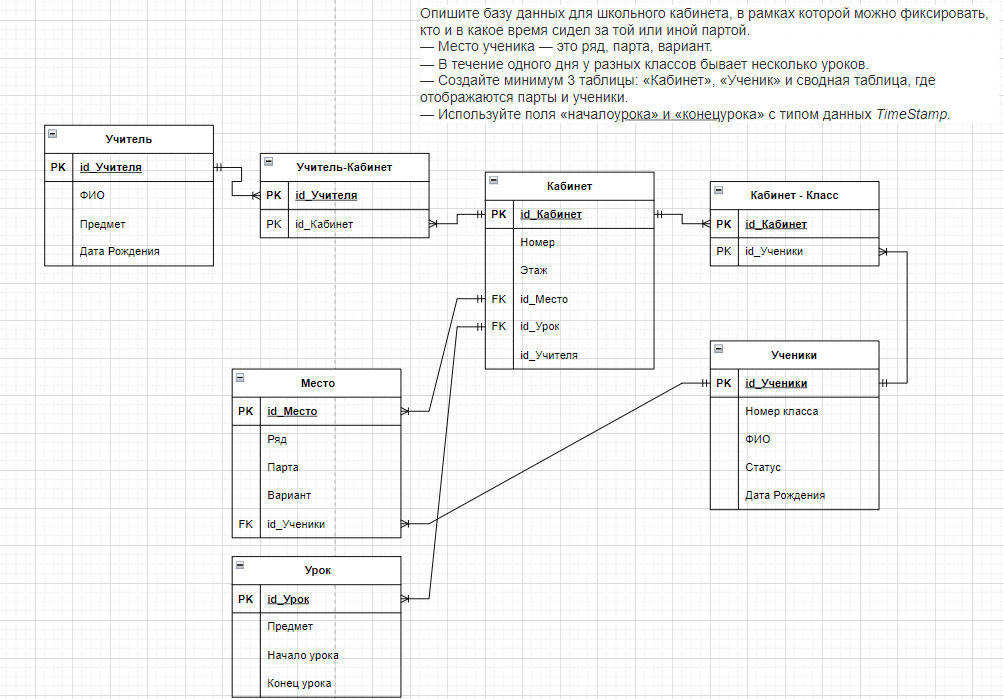 Опишите базу данных для школьного кабинета, в рамках которой можно фиксировать,
кто и в какое время сидел за той или иной партой.
— Место ученика — это ряд, парта, вариант.
— В течение одного дня у разных классов бывает несколько уроков.
— Создайте минимум 3 таблицы: «Кабинет», «Ученик» и сводная таблица, где
отображаются парты и ученики.
— Используйте поля «началоурока» и «конецурока» с типом данных TimeStamp.
Учитель
PK id_Учителя
ФИО
Предмет
Дата Рождения
Учитель-Кабинет
PK id_Учителя
PK id_Кабинет
Кабинет
PK id_Кабинет
Номер
Этаж
FK id_Место
FK id_Урок
id_Учителя
Кабинет - Класс
PK id_Кабинет
PK id_Ученики
Ученики
PK id_Ученики
Номер класса
ФИО
Статус
Дата Рождения
Место
PK id_Место
Ряд
Парта
Вариант
FK id_Ученики
Урок
PK id_Урок
Предмет
Начало урока
Конец урока